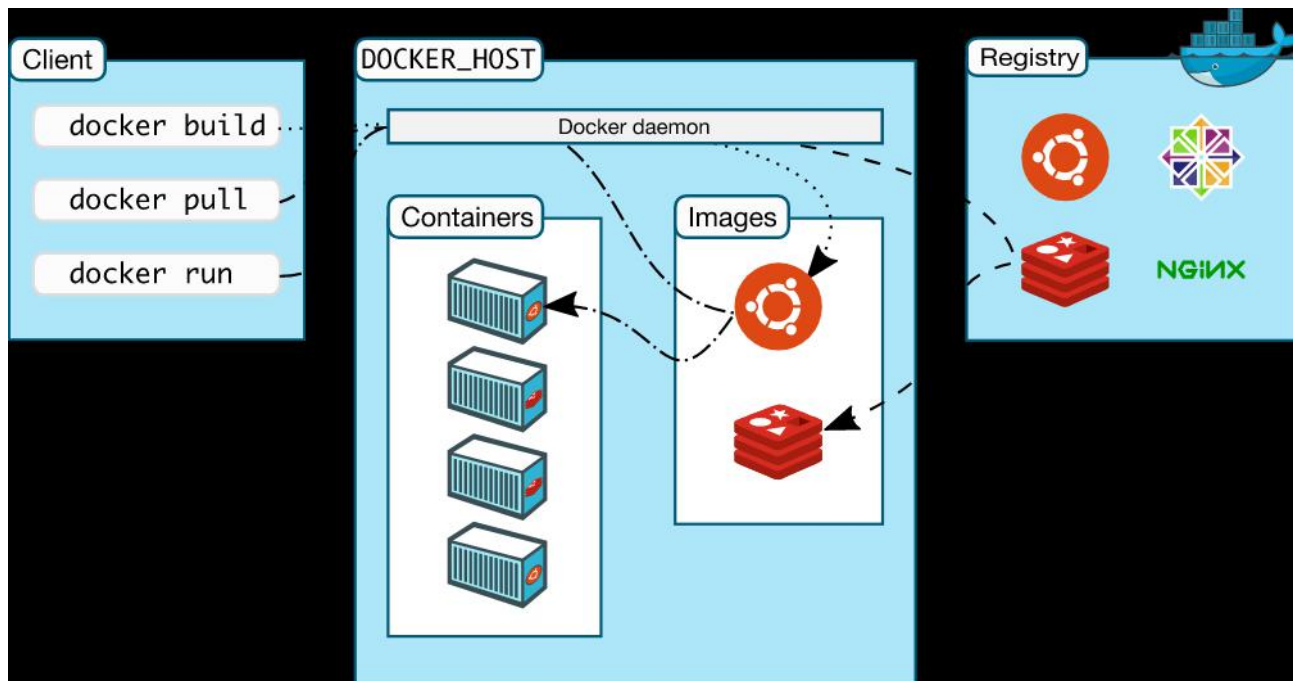 Client
docker build
docker pull
docker run
DOCKER_HOST
Docker daemon
Containers
Images
Registry
NGiNX